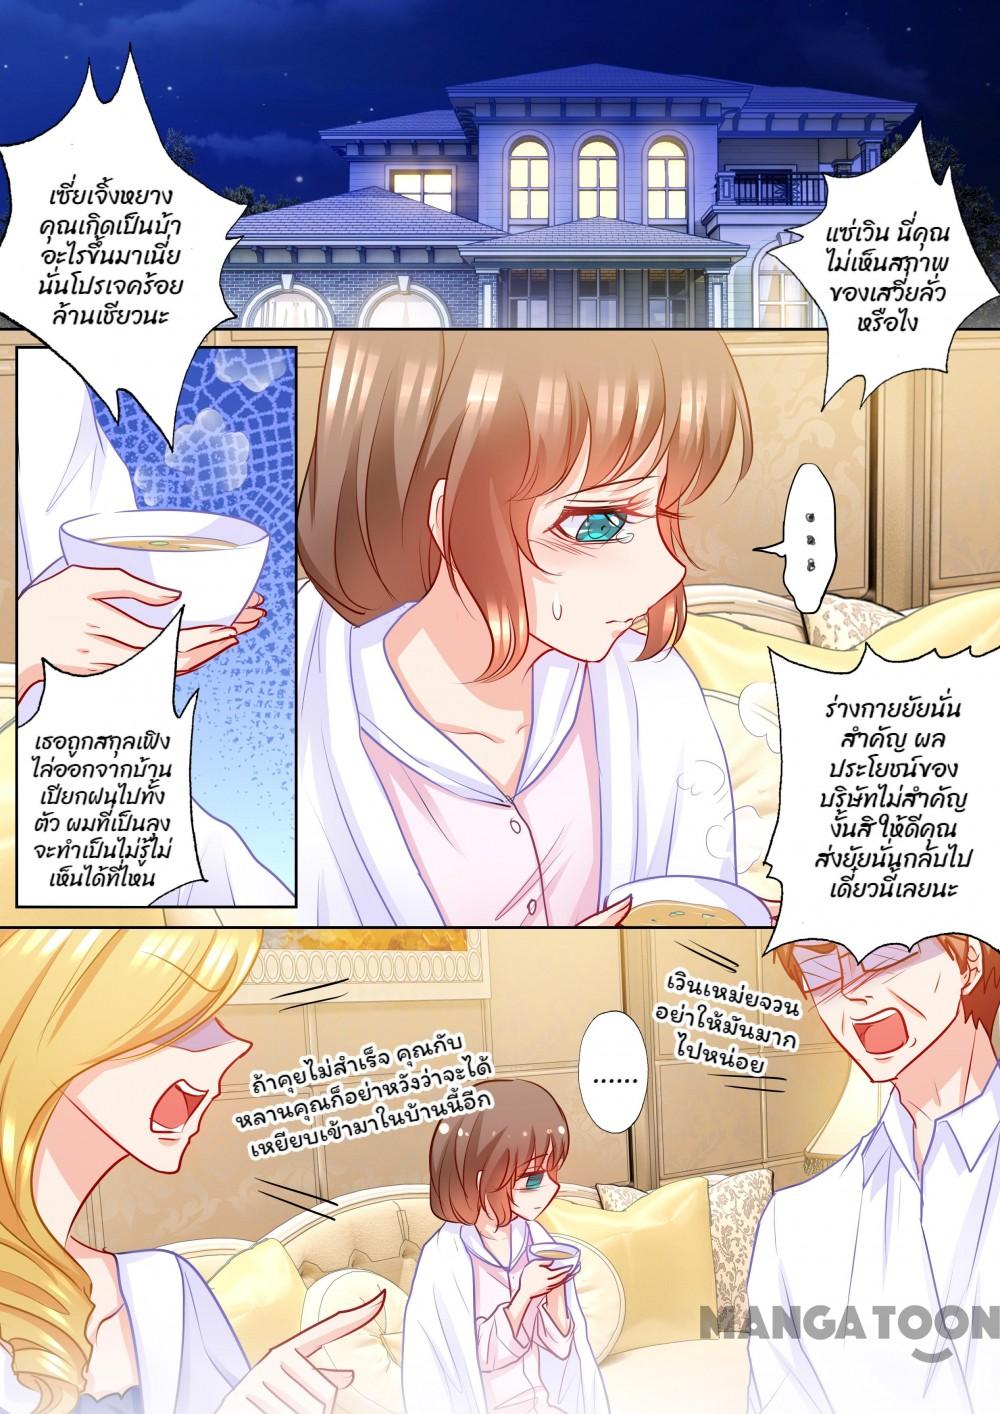 เซี่ยเจิ้งหยาง
คุณเกิดเป็นบ้า
อะไรขึ้นมาเนี่ย
นั่นโปรเจคร้อย
ล้านเชียวนะ
แซ่เวิน นี่คุณ
ไม่เห็นสภาพ
ของเสวี่ยลั่ว
หรือไง
......
เธอถูกสกุลเฟิง
ไล่ออกจากบ้าน
เปียกฝนไปทั้ง
ตัว ผมที่เป็นลุง
จะทำเป็นไม่รู้ไม่
เห็นได้ที่ไหน
ร่างกายยัยนั่น
สำคัญ ผล
ประโยชน์ของ
บริษัทไม่สำคัญ
งั้นสิ ให้ดีคุณ
ส่งยัยนั่นกลับไป
เดี๋ยวนี้เลยนะ
เวินเหม่ยจวน
อย่าให้มันมาก
ไปหน่อย
......
ถ้าคุยไม่สำเร็จ คุณกับ
หลานคุณก็อย่าหวังว่าจะได้
เหยียบเข้ามาในบ้านนี้อีก
MANGATOON